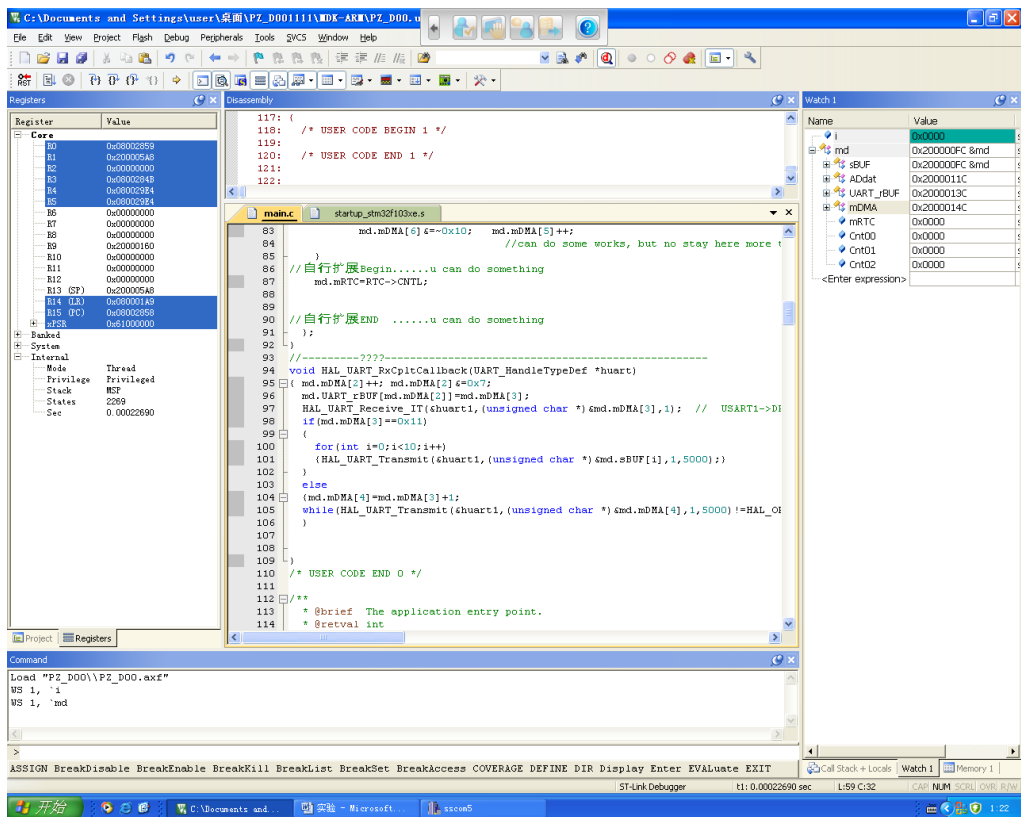 C:\Documents and Settings\user\桌面\PZ_D001111\MDK-ARM\PZ_D00.u
File Edit View Project Flash Debug Peripherals Tools SVCS Window Help
Registers
Register Value
Core
R0 0x08002859
R1 0x200005A8
R2 0x00000000
R3 0x0800284B
R4 0x080029E4
R5 0x080029E4
R6 0x00000000
R7 0x00000000
R8 0x00000000
R9 0x20000160
R10 0x00000000
R11 0x00000000
R12 0x00000000
R13 (SP) 0x200005A8
R14 (LR) 0x080001A9
R15 (PC) 0x08002858
xPSR 0x61000000
Banked
System
Internal
Mode Thread
Privilege Privileged
Stack MSP
States 2269
Sec 0.00022690
Project Registers
Disassembly
117: {
118: /* USER CODE BEGIN 1 */
119:
120: /* USER CODE END 1 */
121:
122:
main.c startup_stm32f103xe.s
83 md.mDMA[6]&=~0x10; md.mDMA[5]++;
84 //can do some works, but no stay here more t
85 }
86 //自行扩展Begin......u can do something
87 md.mRTC=RTC->CNTL;
88
89
90 //自行扩展END ......u can do something
91 };
92 }
93 //---------????---------------------------------------------------
94 void HAL_UART_RxCpltCallback(UART_HandleTypeDef *huart)
95 { md.mDMA[2]++; md.mDMA[2]&=0x7;
96 md.UART_rBUF[md.mDMA[2]]=md.mDMA[3];
97 HAL_UART_Receive_IT(&huart1,(unsigned char *)&md.mDMA[3],1); // USART1->DR
98 if(md.mDMA[3]==0x11)
99 {
100 for(int i=0;i<10;i++)
101 {HAL_UART_Transmit(&huart1,(unsigned char *)&md.sBUF[i],1,5000);}
102 }
103 else
104 {md.mDMA[4]=md.mDMA[3]+1;
105 while(HAL_UART_Transmit(&huart1,(unsigned char *)&md.mDMA[4],1,5000)!=HAL_OK
106 }
107
108
109 }
110 /* USER CODE END 0 */
111
112 /**
113 * @brief The application entry point.
114 * @retval int
Watch 1
Name Value
i 0x0000
md 0x200000FC &md
sBUF 0x200000FC &md
ADdat 0x2000011C
UART_rBUF 0x2000013C
mDMA 0x2000014C
mRTC 0x0000
Cnt00 0x0000
Cnt01 0x0000
Cnt02 0x0000
<Enter expression>
Command
Load "PZ_D00\\PZ_D00.axf"
WS 1, `i
WS 1, `md
>
ASSIGN BreakDisable BreakEnable BreakKill BreakList BreakSet BreakAccess COVERAGE DEFINE DIR Display Enter EVALuate EXIT
Call Stack + Locals Watch 1 Memory 1
ST-Link Debugger t1: 0.00022690 sec L:59 C:32 CAP NUM SCRL OVR R/W
开始 C:\Documents and... 实验 - Microsoft... sscom5 1:22